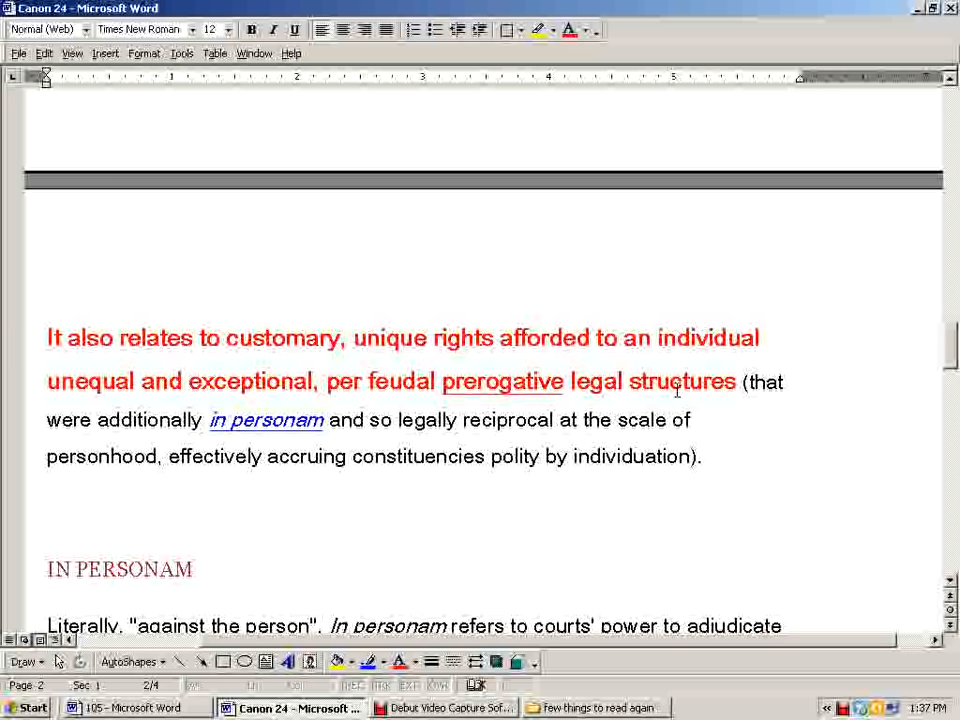 Canon 24 - Microsoft Word
Normal (Web) Times New Roman 12 B I U
File Edit View Insert Format Tools Table Window Help
1 2 3 4 5
It also relates to customary, unique rights afforded to an individual
unequal and exceptional, per feudal prerogative legal structures (that
were additionally in personam and so legally reciprocal at the scale of
personhood, effectively accruing constituencies polity by individuation).
IN PERSONAM
Literally, "against the person". In personam refers to courts' power to adjudicate
Draw AutoShapes
Page 2 Sec 1 2/4 REC TRK EXT OVR
Start 105 - Microsoft Word Canon 24 - Microsoft ... Debut Video Capture Sof... few things to read again « 1:37 PM